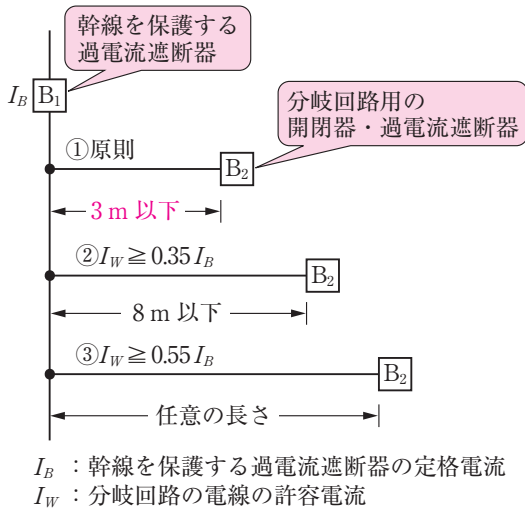 幹線を保護する
過電流遮断器
I_B B₁
分岐回路用の
開閉器・過電流遮断器
①原則
B₂
3 m 以下
②I_W ≧ 0.35 I_B
B₂
8 m 以下
③I_W ≧ 0.55 I_B
B₂
任意の長さ
I_B ：幹線を保護する過電流遮断器の定格電流
I_W ：分岐回路の電線の許容電流